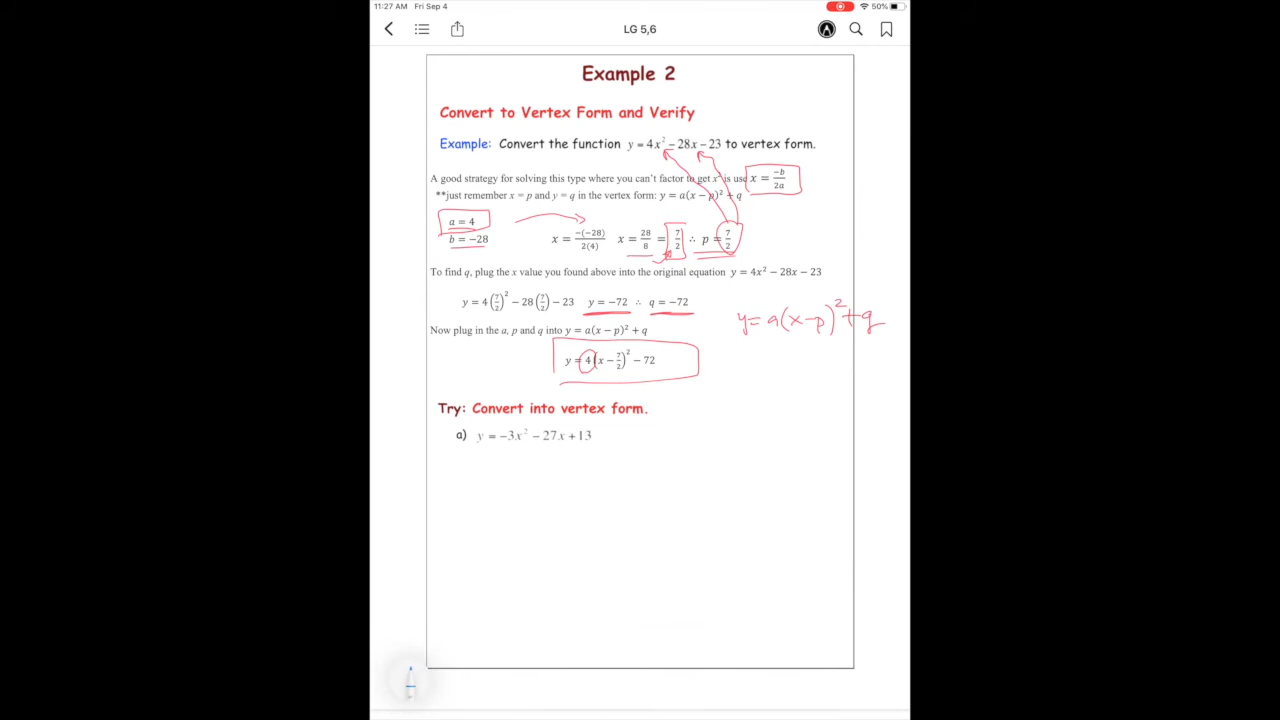 11:27 AM Fri Sep 4 50%
LG 5,6
Example 2
Convert to Vertex Form and Verify
Example: Convert the function y = 4x² − 28x − 23 to vertex form.
A good strategy for solving this type where you can't factor to get x² is use x = −b/2a
**just remember x = p and y = q in the vertex form: y = a(x − p)² + q
a = 4
b = −28 x = −(−28)/2(4) x = 28/8 = 7/2 ∴ p = 7/2
To find q, plug the x value you found above into the original equation y = 4x² − 28x − 23
y = 4(7/2)² − 28(7/2) − 23 y = −72 ∴ q = −72
y = a(x−p)² + q
Now plug in the a, p and q into y = a(x − p)² + q
y = 4(x − 7/2)² − 72
Try: Convert into vertex form.
a) y = −3x² − 27x + 13